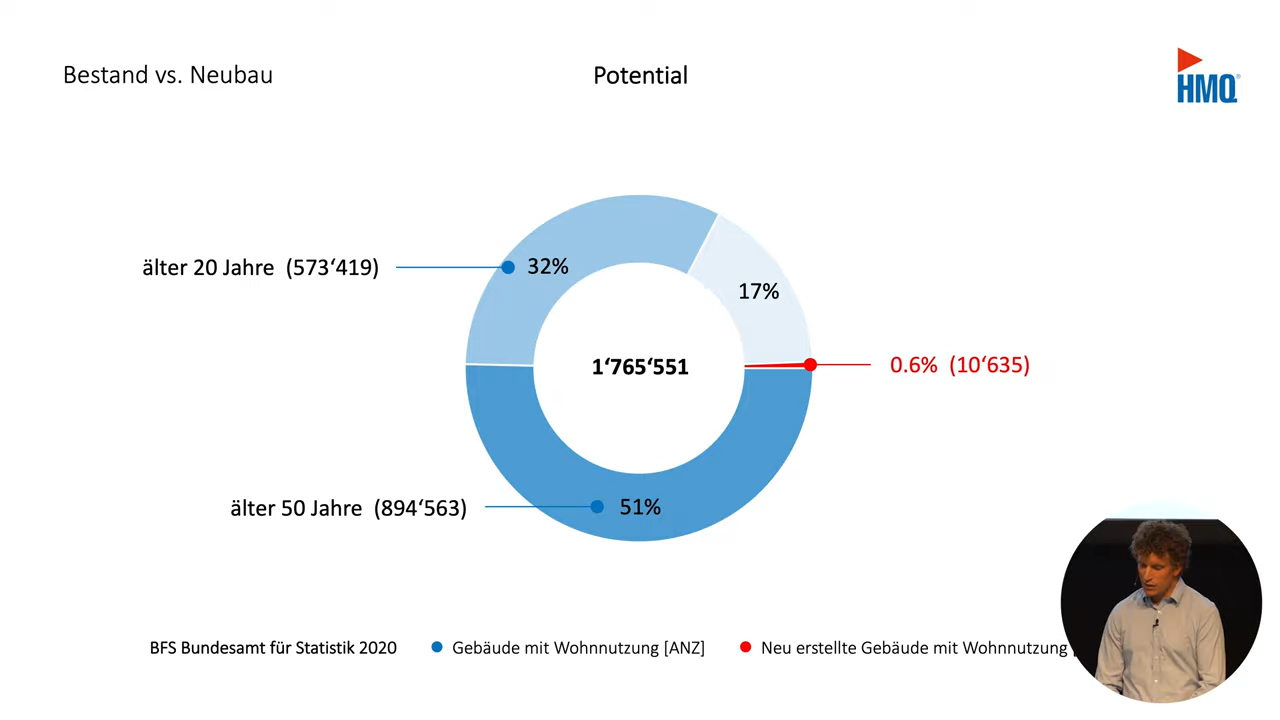 Bestand vs. Neubau
Potential
HMQ
älter 20 Jahre (573‘419)
32%
17%
1‘765‘551
0.6% (10‘635)
älter 50 Jahre (894‘563)
51%
BFS Bundesamt für Statistik 2020
Gebäude mit Wohnnutzung [ANZ]
Neu erstellte Gebäude mit Wohnnutzung